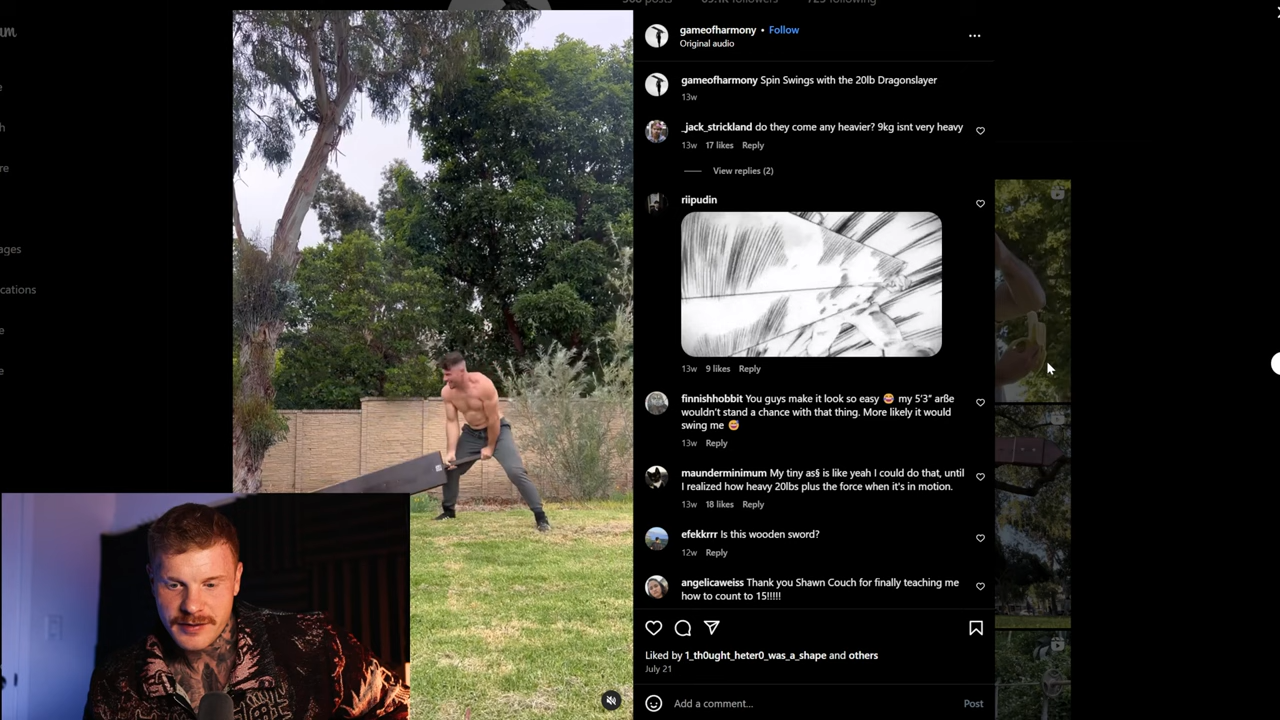 gameofharmony • Follow
Original audio
gameofharmony Spin Swings with the 20lb Dragonslayer
13w
_jack_strickland do they come any heavier? 9kg isnt very heavy
13w 17 likes Reply
View replies (2)
riipudin
13w 9 likes Reply
finnishhobbit You guys make it look so easy 😅 my 5'3" arße
wouldn't stand a chance with that thing. More likely it would
swing me 😅
13w Reply
maunderminimum My tiny as§ is like yeah I could do that, until
I realized how heavy 20lbs plus the force when it's in motion.
13w 18 likes Reply
efekkrrr Is this wooden sword?
12w Reply
angelicaweiss Thank you Shawn Couch for finally teaching me
how to count to 15!!!!!
Liked by 1_th0ught_heter0_was_a_shape and others
July 21
Add a comment...
Post